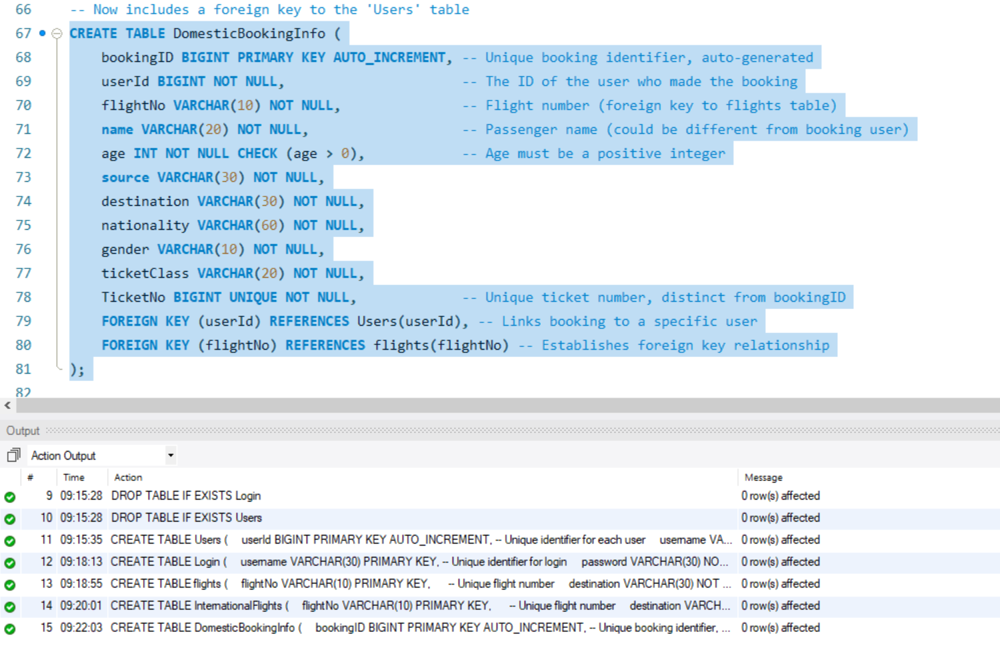 66 -- Now includes a foreign key to the 'Users' table
67 CREATE TABLE DomesticBookingInfo (
68 bookingID BIGINT PRIMARY KEY AUTO_INCREMENT, -- Unique booking identifier, auto-generated
69 userId BIGINT NOT NULL, -- The ID of the user who made the booking
70 flightNo VARCHAR(10) NOT NULL, -- Flight number (foreign key to flights table)
71 name VARCHAR(20) NOT NULL, -- Passenger name (could be different from booking user)
72 age INT NOT NULL CHECK (age > 0), -- Age must be a positive integer
73 source VARCHAR(30) NOT NULL,
74 destination VARCHAR(30) NOT NULL,
75 nationality VARCHAR(60) NOT NULL,
76 gender VARCHAR(10) NOT NULL,
77 ticketClass VARCHAR(20) NOT NULL,
78 TicketNo BIGINT UNIQUE NOT NULL, -- Unique ticket number, distinct from bookingID
79 FOREIGN KEY (userId) REFERENCES Users(userId), -- Links booking to a specific user
80 FOREIGN KEY (flightNo) REFERENCES flights(flightNo) -- Establishes foreign key relationship
81 );
82
Output
Action Output
# Time Action Message
9 09:15:28 DROP TABLE IF EXISTS Login 0 row(s) affected
10 09:15:28 DROP TABLE IF EXISTS Users 0 row(s) affected
11 09:15:35 CREATE TABLE Users ( userId BIGINT PRIMARY KEY AUTO_INCREMENT, -- Unique identifier for each user username VA... 0 row(s) affected
12 09:18:13 CREATE TABLE Login ( username VARCHAR(30) PRIMARY KEY, -- Unique identifier for login password VARCHAR(30) NO... 0 row(s) affected
13 09:18:55 CREATE TABLE flights ( flightNo VARCHAR(10) PRIMARY KEY, -- Unique flight number destination VARCHAR(30) NOT ... 0 row(s) affected
14 09:20:01 CREATE TABLE InternationalFlights ( flightNo VARCHAR(10) PRIMARY KEY, -- Unique flight number destination VARCH... 0 row(s) affected
15 09:22:03 CREATE TABLE DomesticBookingInfo ( bookingID BIGINT PRIMARY KEY AUTO_INCREMENT, -- Unique booking identifier, ... 0 row(s) affected